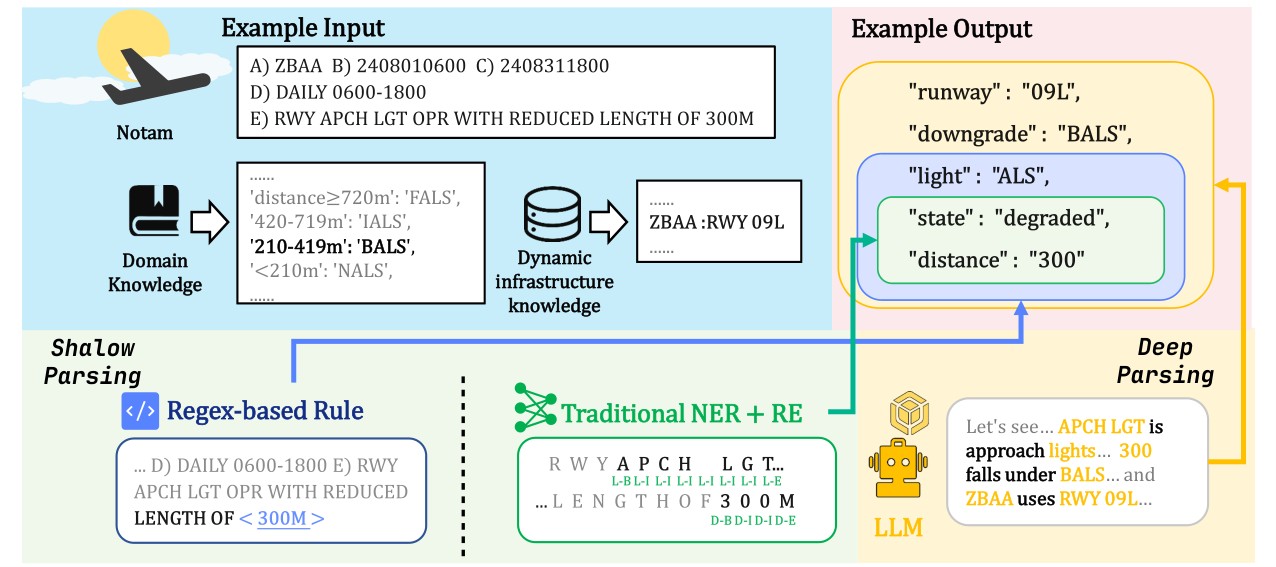 Example Input
A) ZBAA B) 2408010600 C) 2408311800
D) DAILY 0600-1800
E) RWY APCH LGT OPR WITH REDUCED LENGTH OF 300M
Notam
Domain
Knowledge
......
'distance≥720m': 'FALS',
'420-719m': 'IALS',
'210-419m': 'BALS',
'<210m': 'NALS',
......
Dynamic
infrastructure
knowledge
......
ZBAA :RWY 09L
......
Example Output
"runway" : "09L",
"downgrade" : "BALS",
"light" : "ALS",
"state" : "degraded",
"distance" : "300"
Shalow
Parsing
</> Regex-based Rule
... D) DAILY 0600-1800 E) RWY
APCH LGT OPR WITH REDUCED
LENGTH OF < 300M >
Traditional NER + RE
R W Y A P C H L G T...
L-B L-I L-I L-I L-I L-I L-I L-E
...L E N G T H O F 3 0 0 M
D-B D-I D-I D-E
Deep
Parsing
LLM
Let's see... APCH LGT is
approach lights... 300
falls under BALS... and
ZBAA uses RWY 09L...